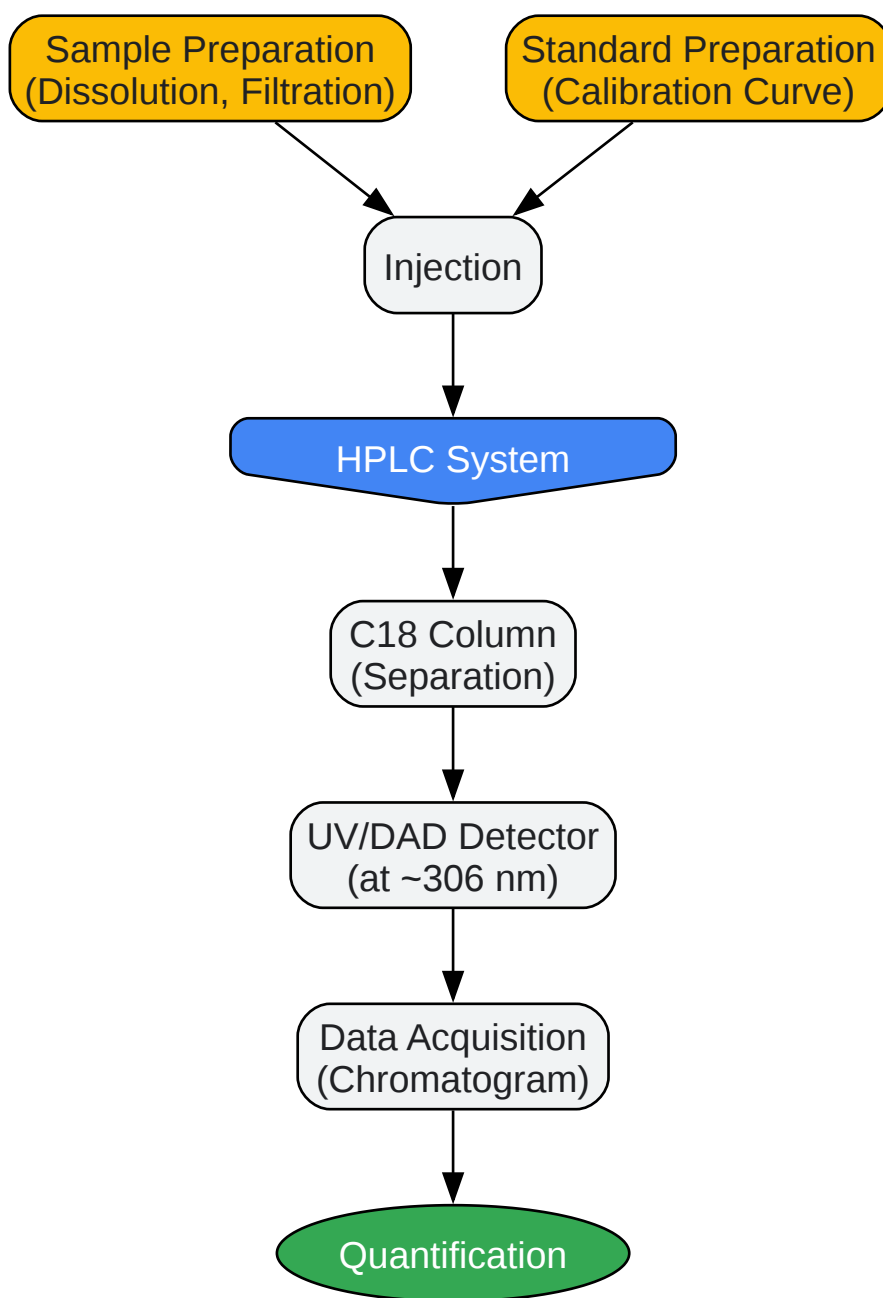 Sample Preparation
(Dissolution, Filtration)
Standard Preparation
(Calibration Curve)
Injection
HPLC System
C18 Column
(Separation)
UV/DAD Detector
(at ~306 nm)
Data Acquisition
(Chromatogram)
Quantification